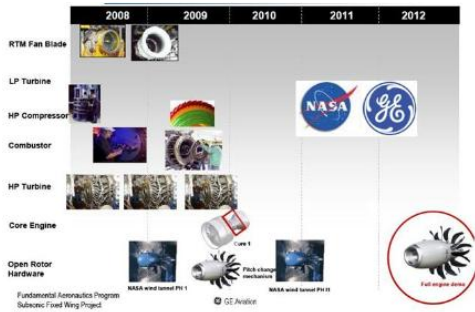 2008 2009 2010 2011 2012
RTM Fan Blade
LP Turbine
NASA
GE
HP Compressor
Combustor
HP Turbine
Core Engine
Core 1
Open Rotor
Hardware
Pitch change
mechanism
NASA wind tunnel PH 1
NASA wind tunnel PH II
Full engine demo
Fundamental Aeronautics Program
Subsonic Fixed Wing Project
GE Aviation